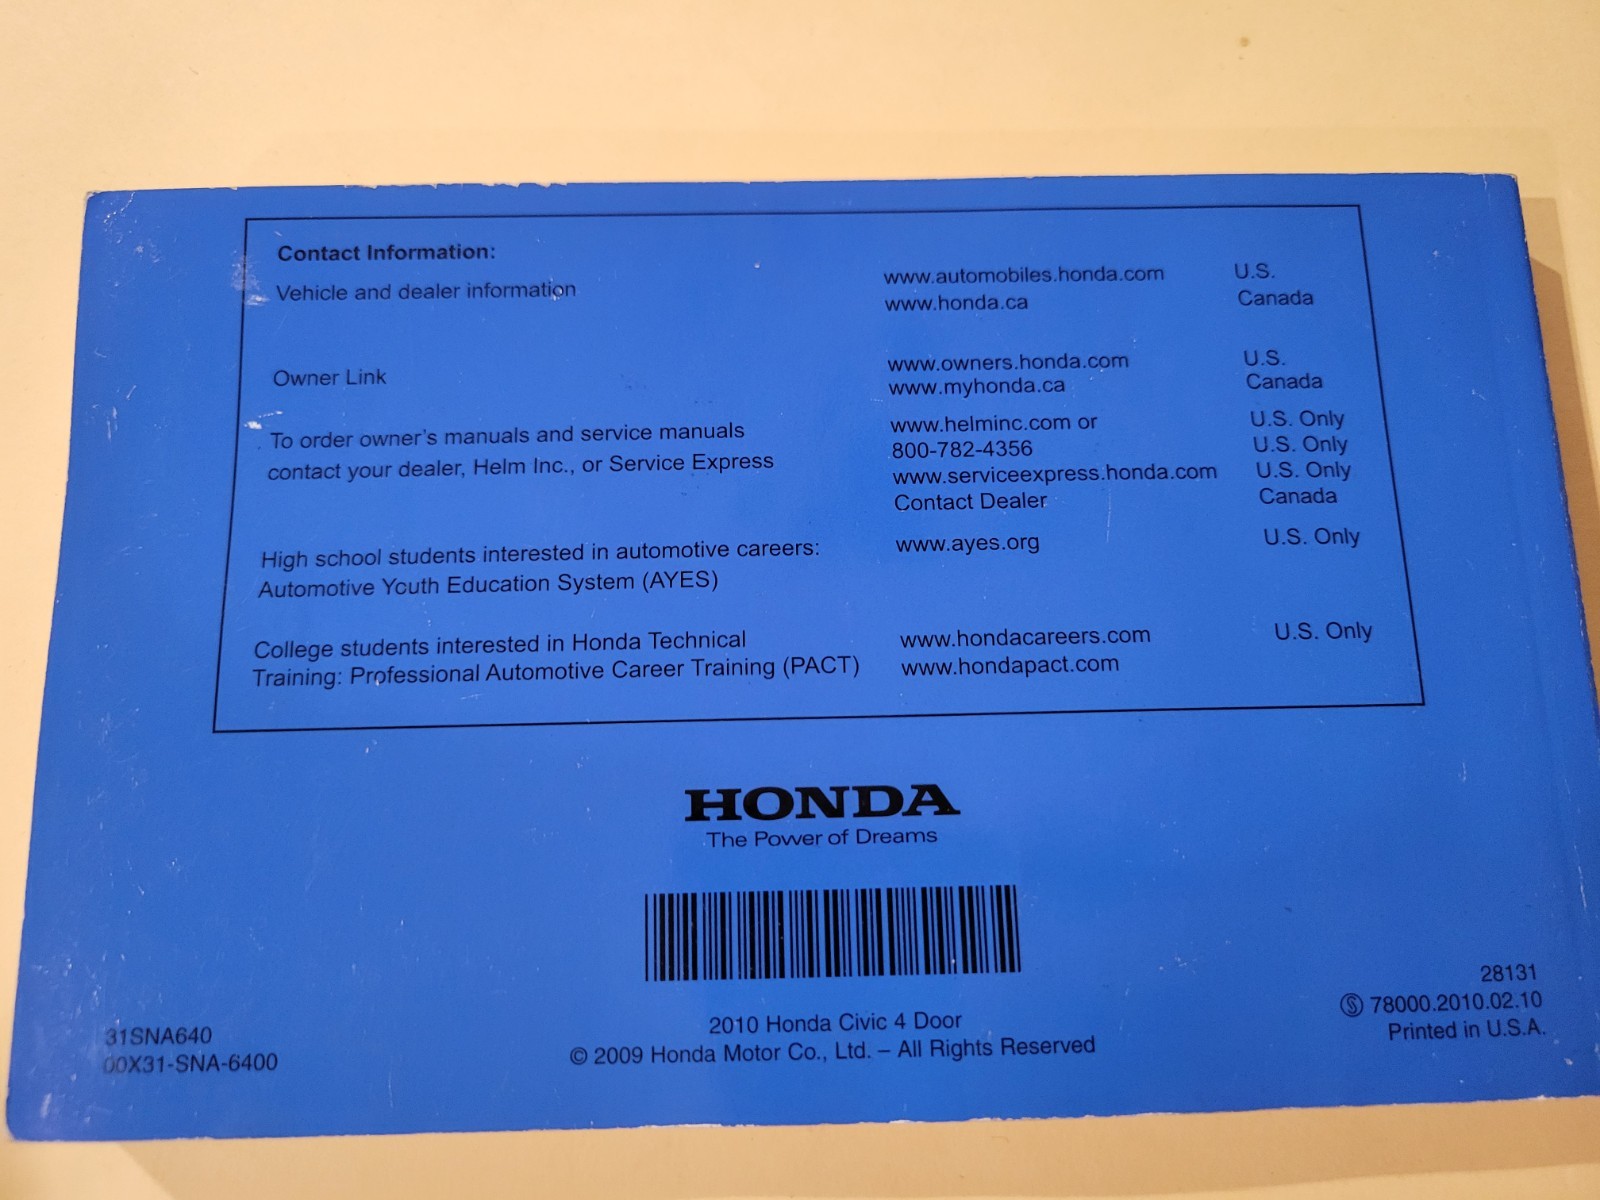 Contact Information:
Vehicle and dealer information
www.automobiles.honda.com U.S.
www.honda.ca Canada
Owner Link
www.owners.honda.com U.S.
www.myhonda.ca Canada
To order owner's manuals and service manuals
contact your dealer, Helm Inc., or Service Express
www.helminc.com or U.S. Only
800-782-4356 U.S. Only
www.serviceexpress.honda.com U.S. Only
Contact Dealer Canada
High school students interested in automotive careers:
Automotive Youth Education System (AYES)
www.ayes.org U.S. Only
College students interested in Honda Technical
Training: Professional Automotive Career Training (PACT)
www.hondacareers.com U.S. Only
www.hondapact.com
HONDA
The Power of Dreams
31SNA640
00X31-SNA-6400
2010 Honda Civic 4 Door
© 2009 Honda Motor Co., Ltd. – All Rights Reserved
28131
Ⓢ 78000.2010.02.10
Printed in U.S.A.